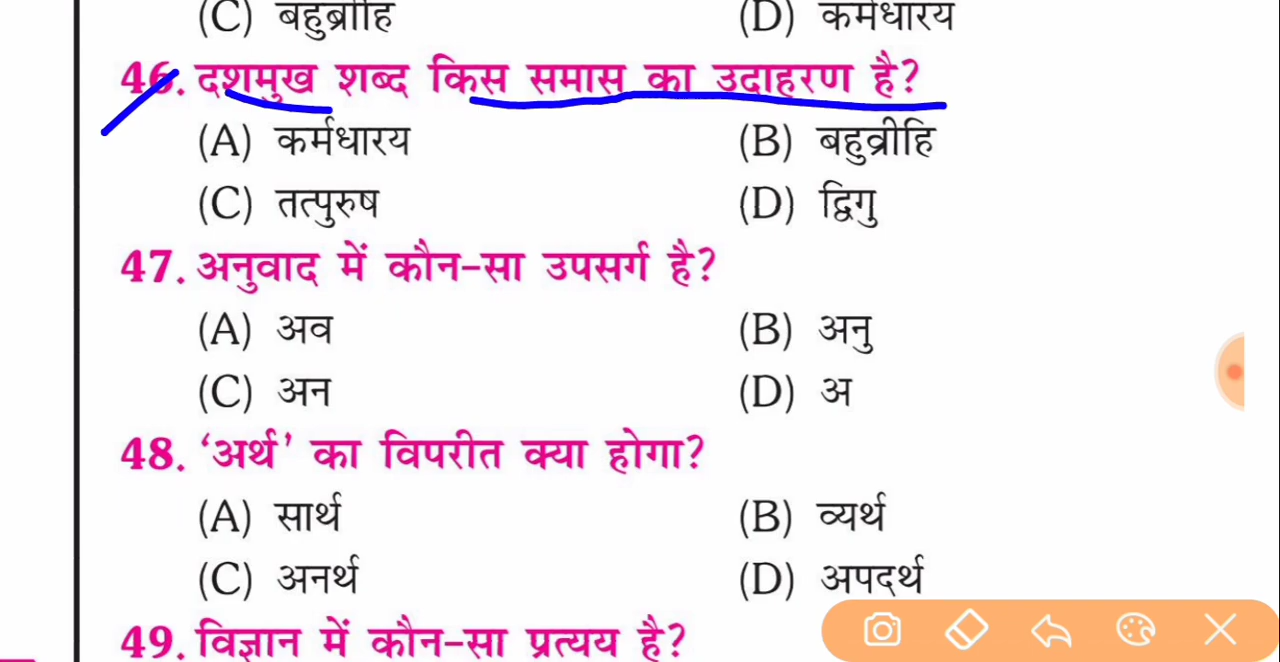 (C) बहुब्रीहि (D) कर्मधारय
46. दशमुख शब्द किस समास का उदाहरण है?
(A) कर्मधारय (B) बहुव्रीहि
(C) तत्पुरुष (D) द्विगु
47. अनुवाद में कौन-सा उपसर्ग है?
(A) अव (B) अनु
(C) अन (D) अ
48. ‘अर्थ’ का विपरीत क्या होगा?
(A) सार्थ (B) व्यर्थ
(C) अनर्थ (D) अपदर्थ
49. विज्ञान में कौन-सा प्रत्यय है?